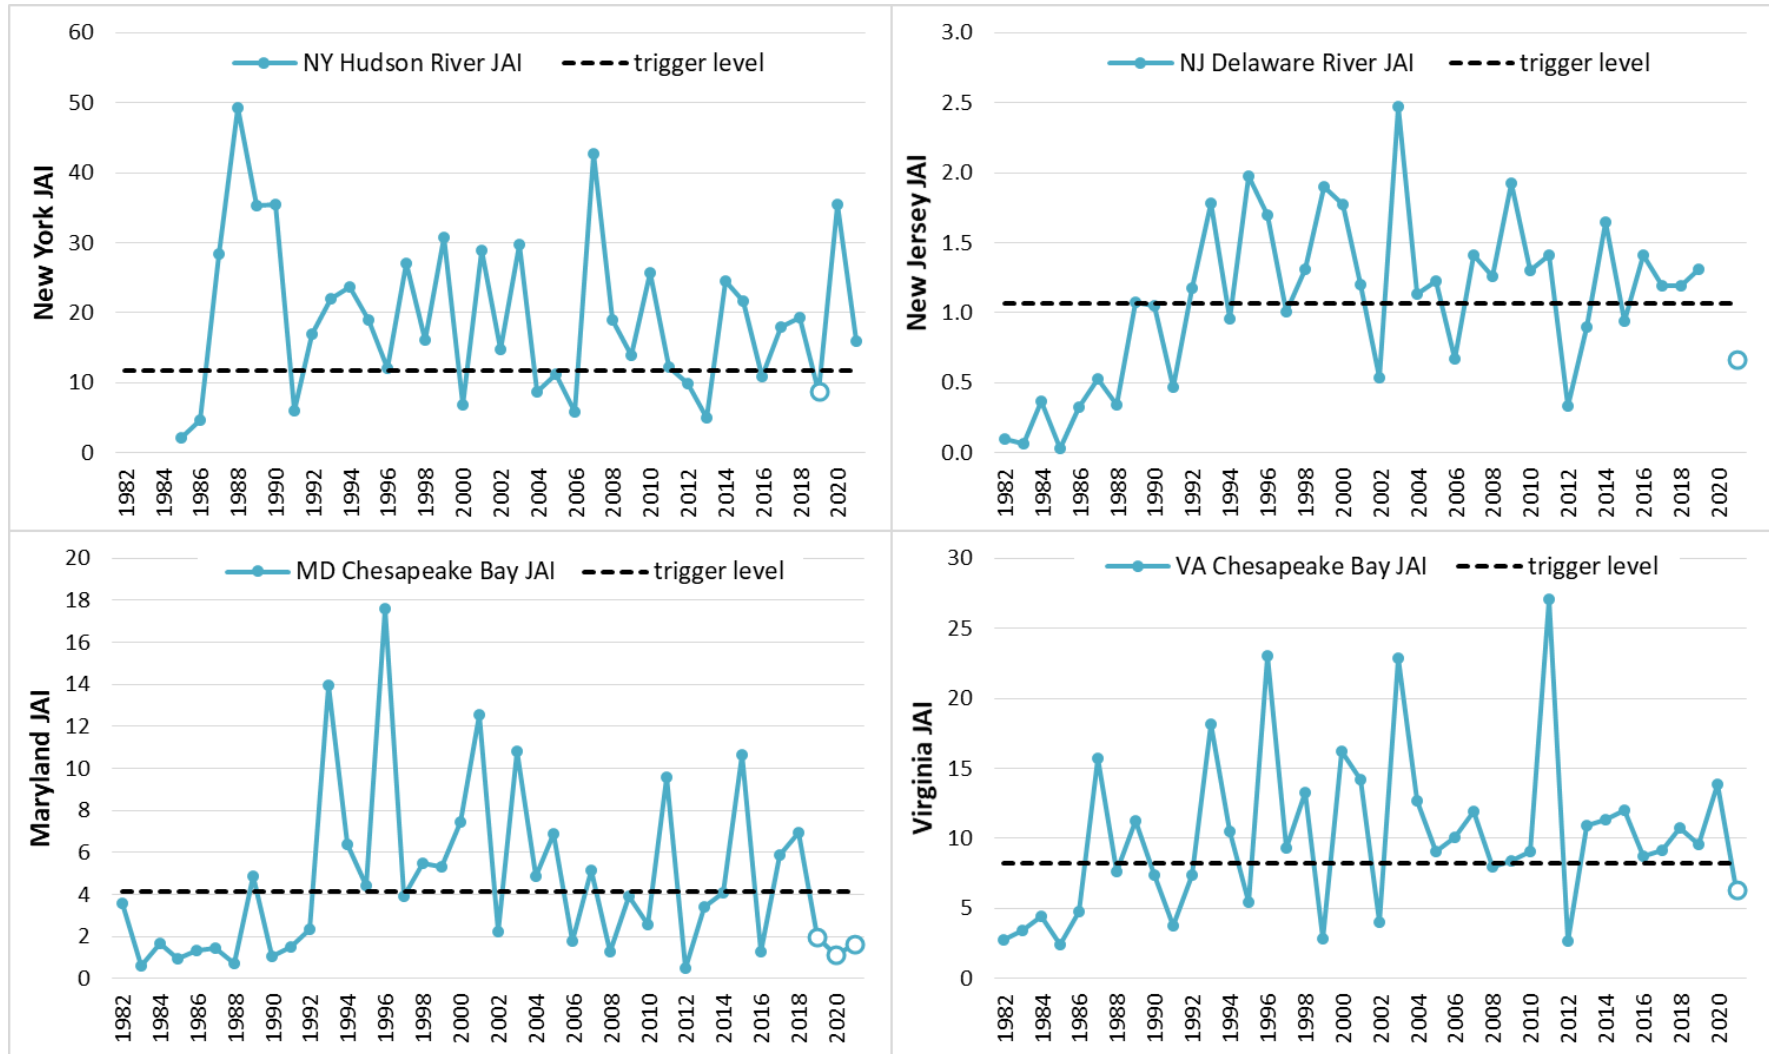 NY Hudson River JAI trigger level
New York JAI
60
50
40
30
20
10
0
1982 1984 1986 1988 1990 1992 1994 1996 1998 2000 2002 2004 2006 2008 2010 2012 2014 2016 2018 2020
NJ Delaware River JAI trigger level
New Jersey JAI
3.0
2.5
2.0
1.5
1.0
0.5
0.0
1982 1984 1986 1988 1990 1992 1994 1996 1998 2000 2002 2004 2006 2008 2010 2012 2014 2016 2018 2020
MD Chesapeake Bay JAI trigger level
Maryland JAI
20
18
16
14
12
10
8
6
4
2
0
1982 1984 1986 1988 1990 1992 1994 1996 1998 2000 2002 2004 2006 2008 2010 2012 2014 2016 2018 2020
VA Chesapeake Bay JAI trigger level
Virginia JAI
30
25
20
15
10
5
0
1982 1984 1986 1988 1990 1992 1994 1996 1998 2000 2002 2004 2006 2008 2010 2012 2014 2016 2018 2020